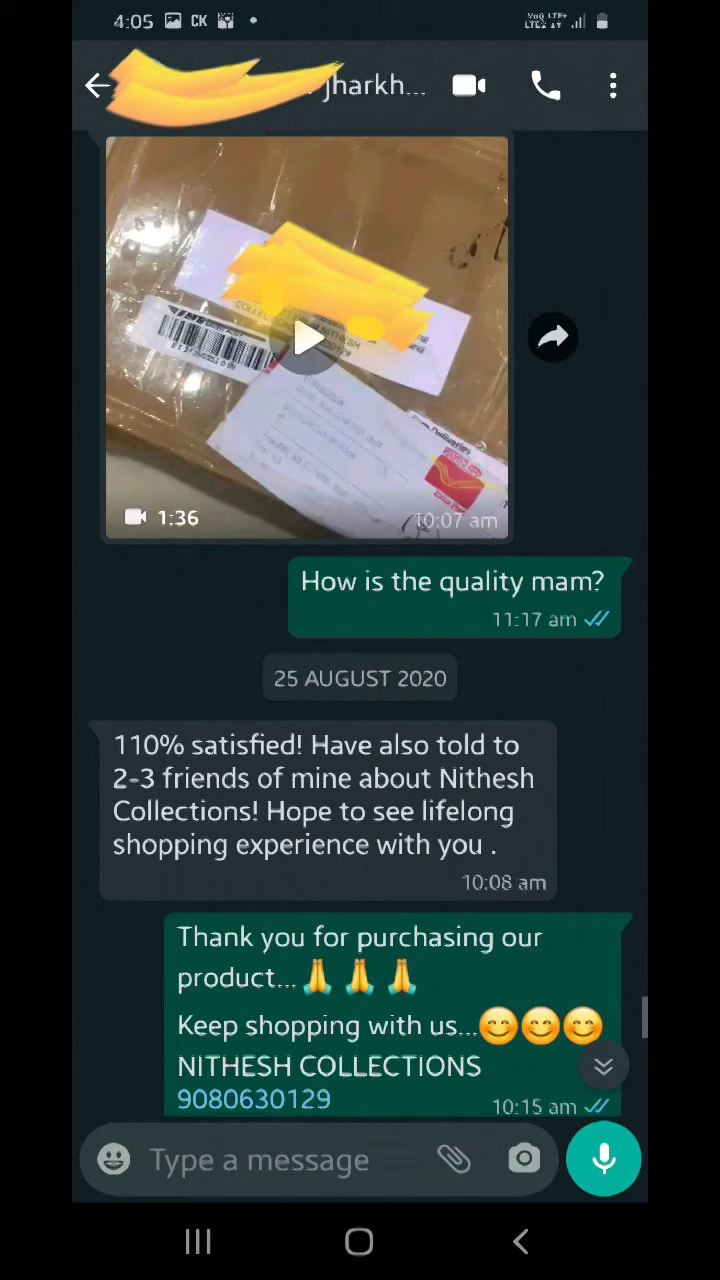 4:05 CK
jharkh...
NITHESH
1:36
10:07 am
How is the quality mam?
11:17 am
25 AUGUST 2020
110% satisfied! Have also told to
2-3 friends of mine about Nithesh
Collections! Hope to see lifelong
shopping experience with you .
10:08 am
Thank you for purchasing our
product...🙏🙏🙏
Keep shopping with us...😊😊😊
NITHESH COLLECTIONS
9080630129
10:15 am
Type a message